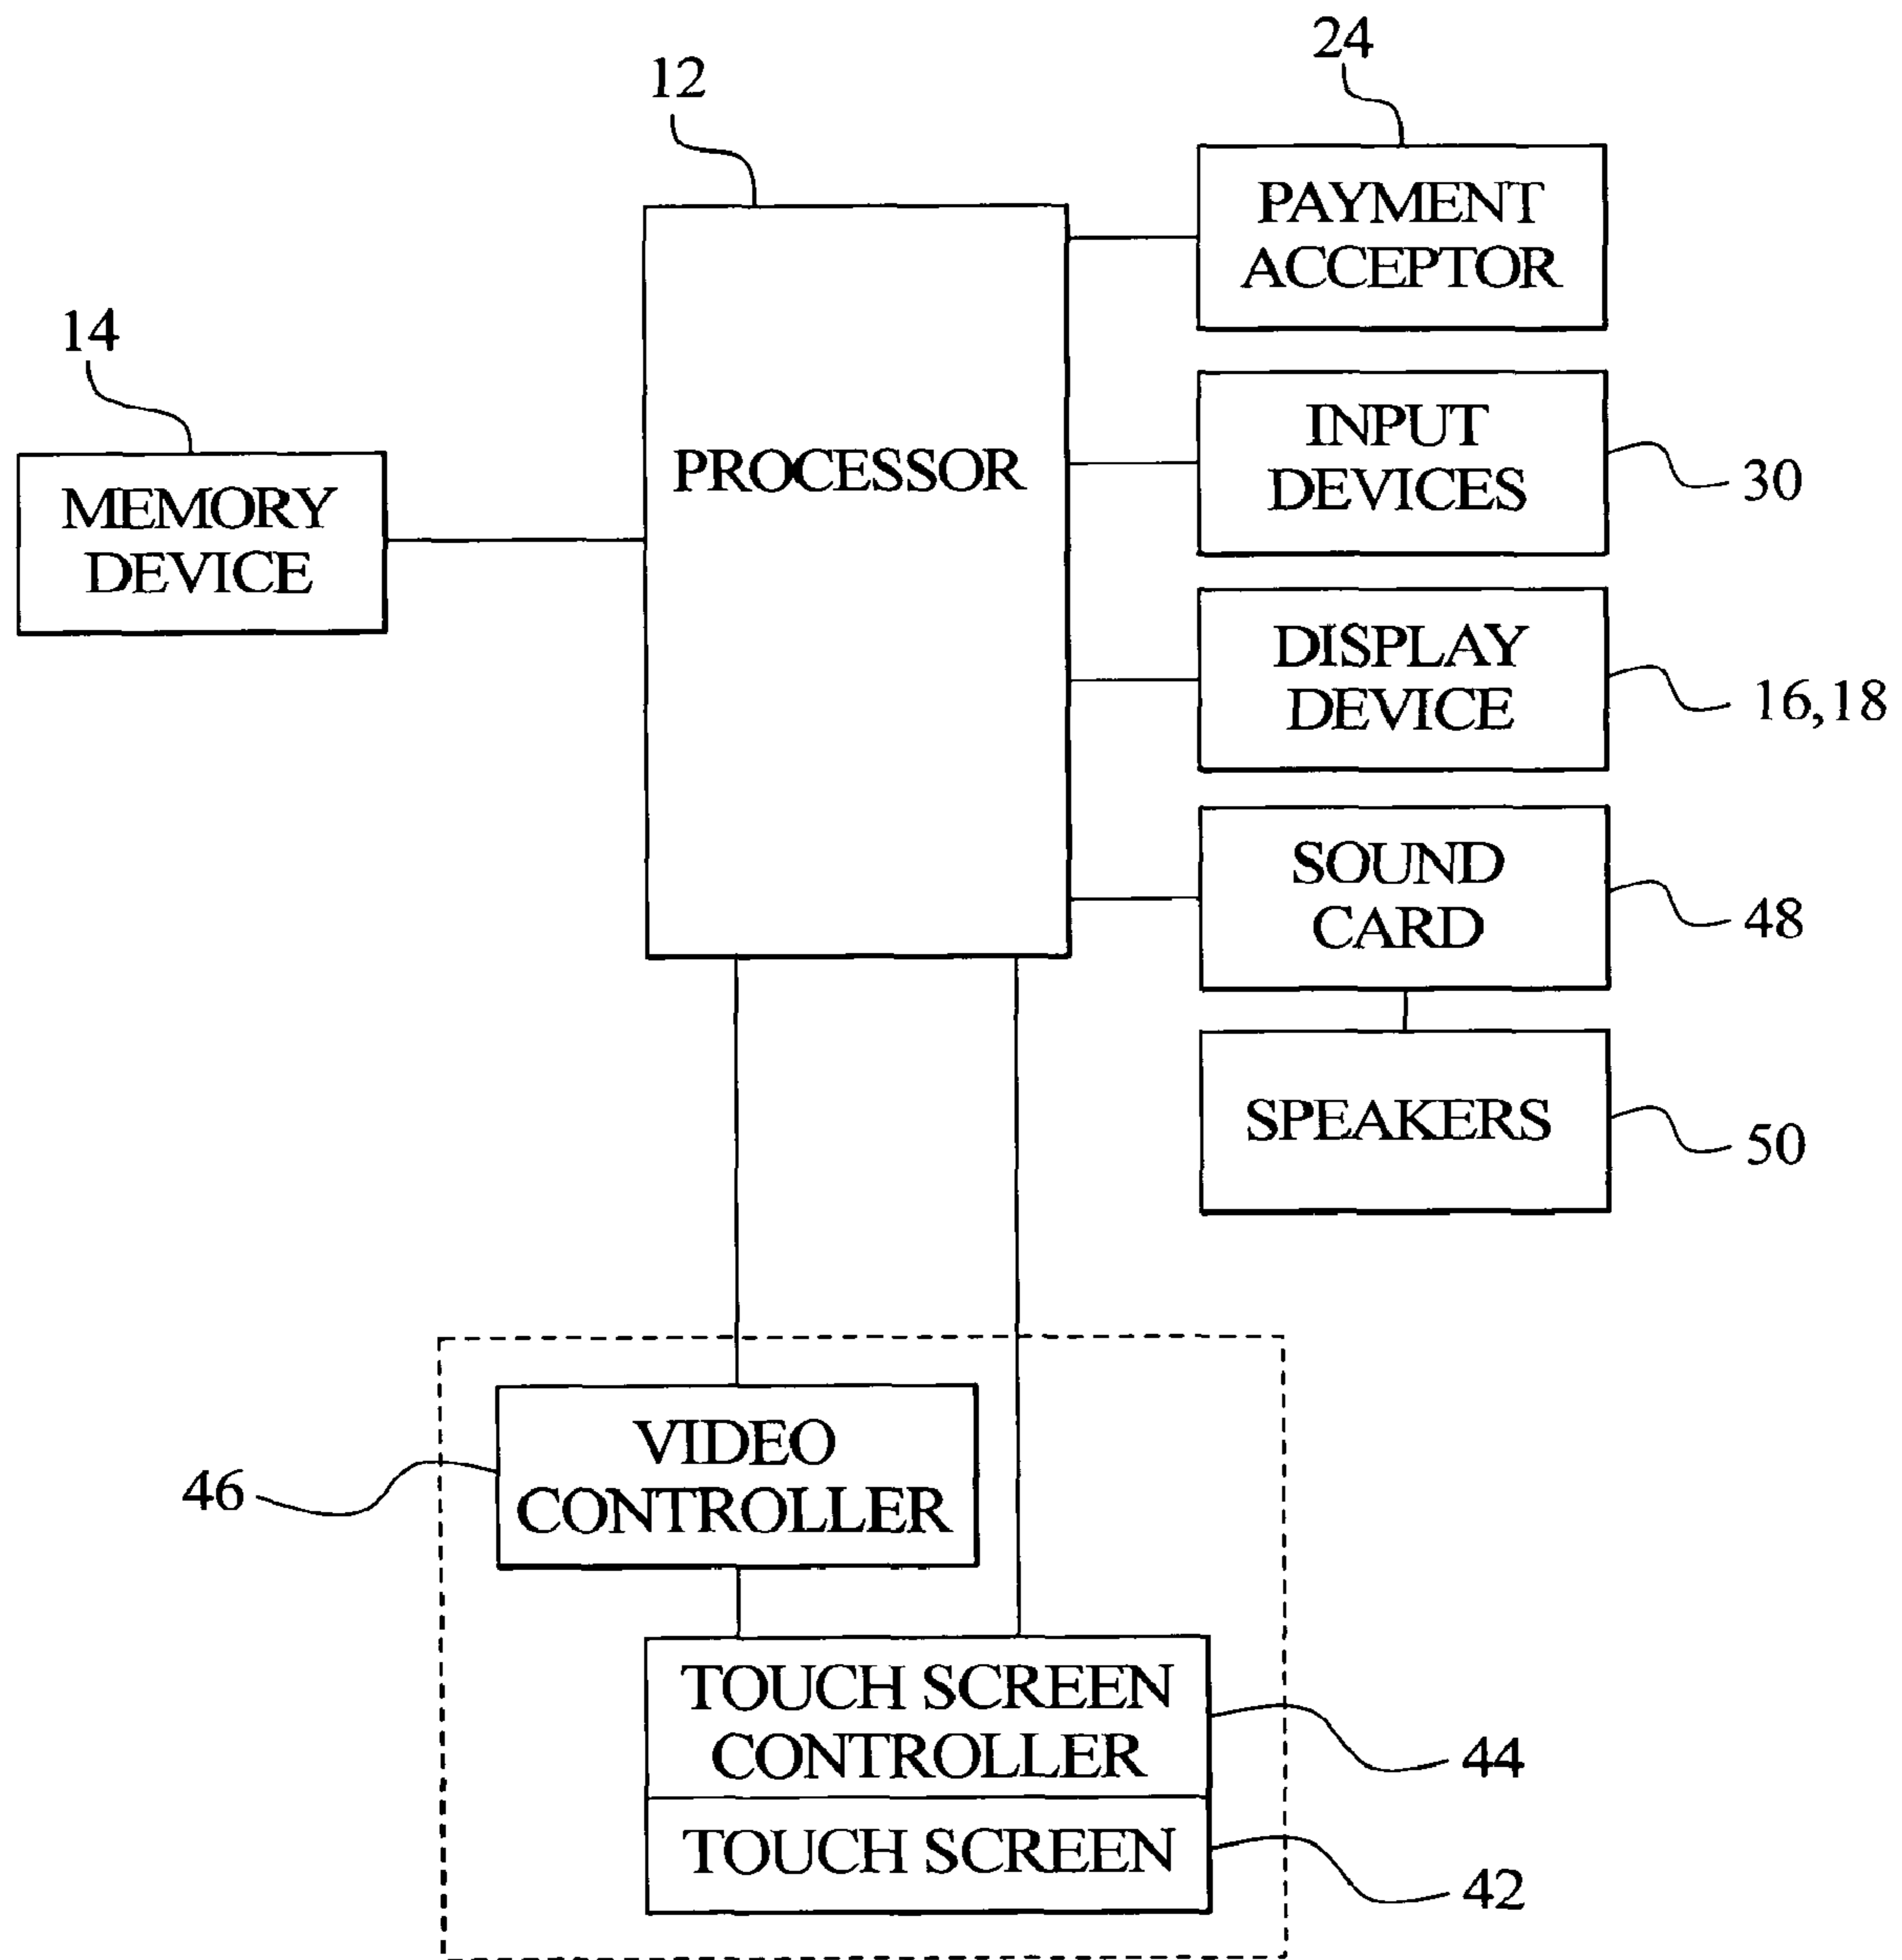 24
12
PAYMENT
ACCEPTOR
14
INPUT
DEVICES
30
PROCESSOR
MEMORY
DEVICE
DISPLAY
DEVICE
16,18
SOUND
CARD
48
SPEAKERS
50
VIDEO
CONTROLLER
46
TOUCH SCREEN
CONTROLLER
44
TOUCH SCREEN
42